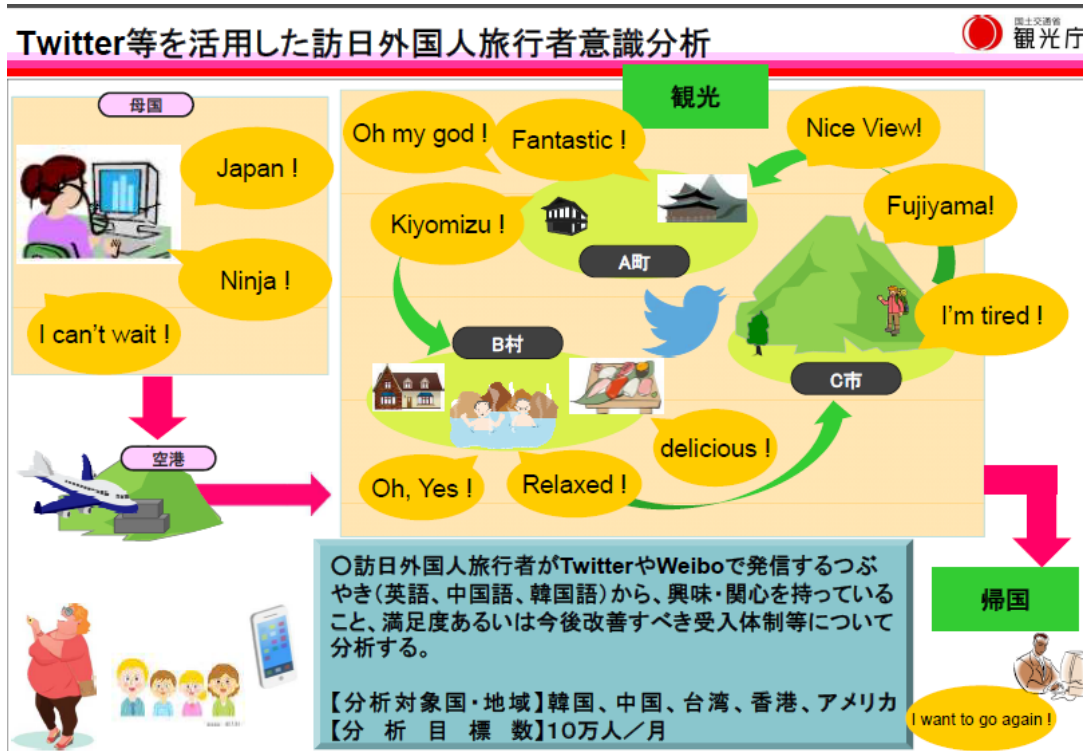 Twitter等を活用した訪日外国人旅行者意識分析
国土交通省
観光庁
母国
Japan !
Ninja !
I can't wait !
空港
観光
Oh my god !
Fantastic !
Nice View!
Kiyomizu !
Fujiyama!
A町
I'm tired !
B村
C市
delicious !
Oh, Yes !
Relaxed !
〇訪日外国人旅行者がTwitterやWeiboで発信するつぶ
やき(英語、中国語、韓国語)から、興味・関心を持っている
こと、満足度あるいは今後改善すべき受入体制等について
分析する。
【分析対象国・地域】韓国、中国、台湾、香港、アメリカ
【分 析 目 標 数】10万人/月
帰国
I want to go again !